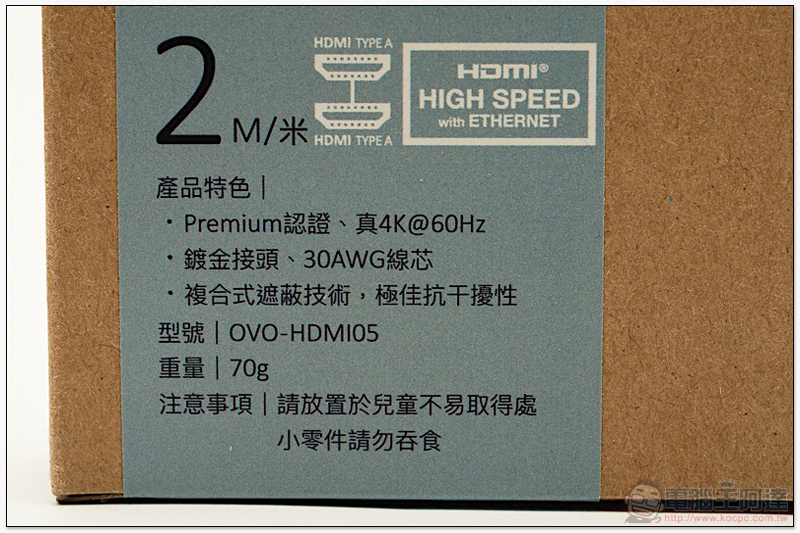 2 M/米
HDMI TYPE A
HDMI TYPE A
HDMI®
HIGH SPEED
with ETHERNET
產品特色|
・Premium認證、真4K@60Hz
・鍍金接頭、30AWG線芯
・複合式遮蔽技術,極佳抗干擾性
型號|OVO-HDMI05
重量|70g
注意事項|請放置於兒童不易取得處
小零件請勿吞食
電腦王阿達
http://www.kocpc.com.tw